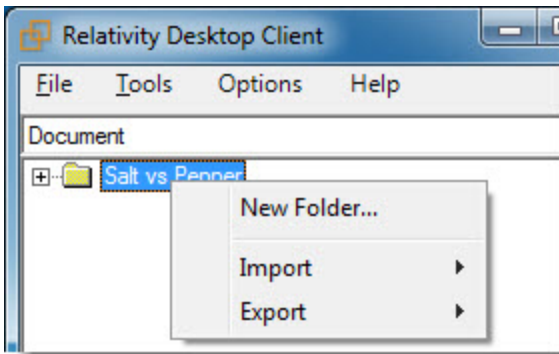 Relativity Desktop Client
File Tools Options Help
Document
Salt vs Pepper
New Folder...
Import
Export